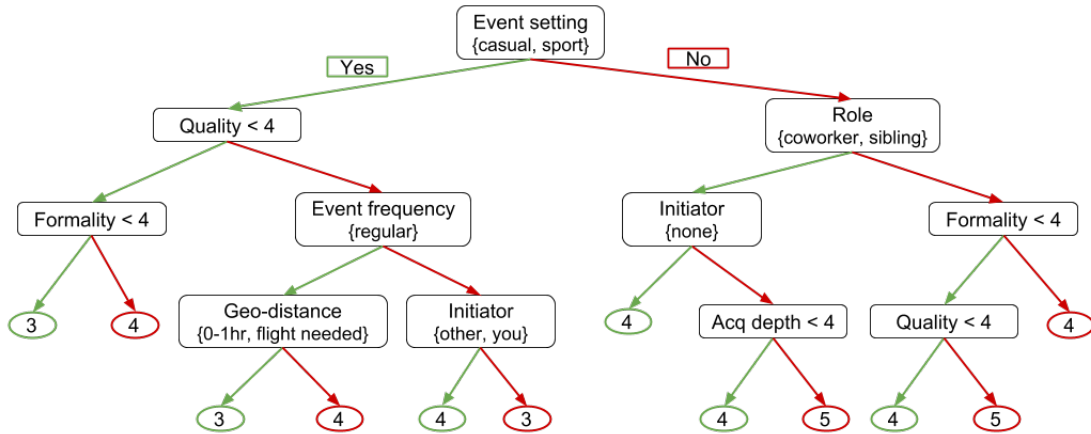 Event setting
{casual, sport}
Yes
No
Quality < 4
Role
{coworker, sibling}
Formality < 4
Event frequency
{regular}
Initiator
{none}
Formality < 4
3
4
Geo-distance
{0-1hr, flight needed}
Initiator
{other, you}
4
Acq depth < 4
Quality < 4
4
3
4
4
3
4
5
4
5